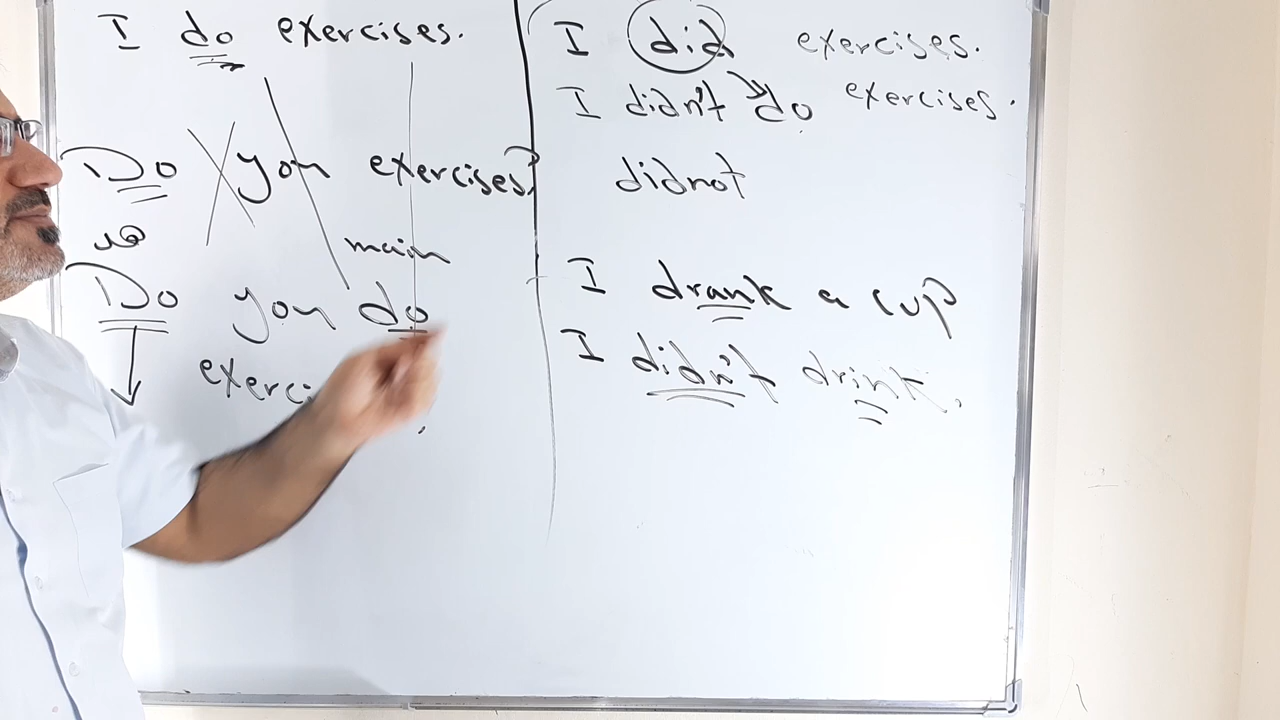 I do exercises.
Do you exercises?
main
Do you do
exerci
I did exercises.
I didn't do exercises.
didnot
I drank a cup
I didn't drink.